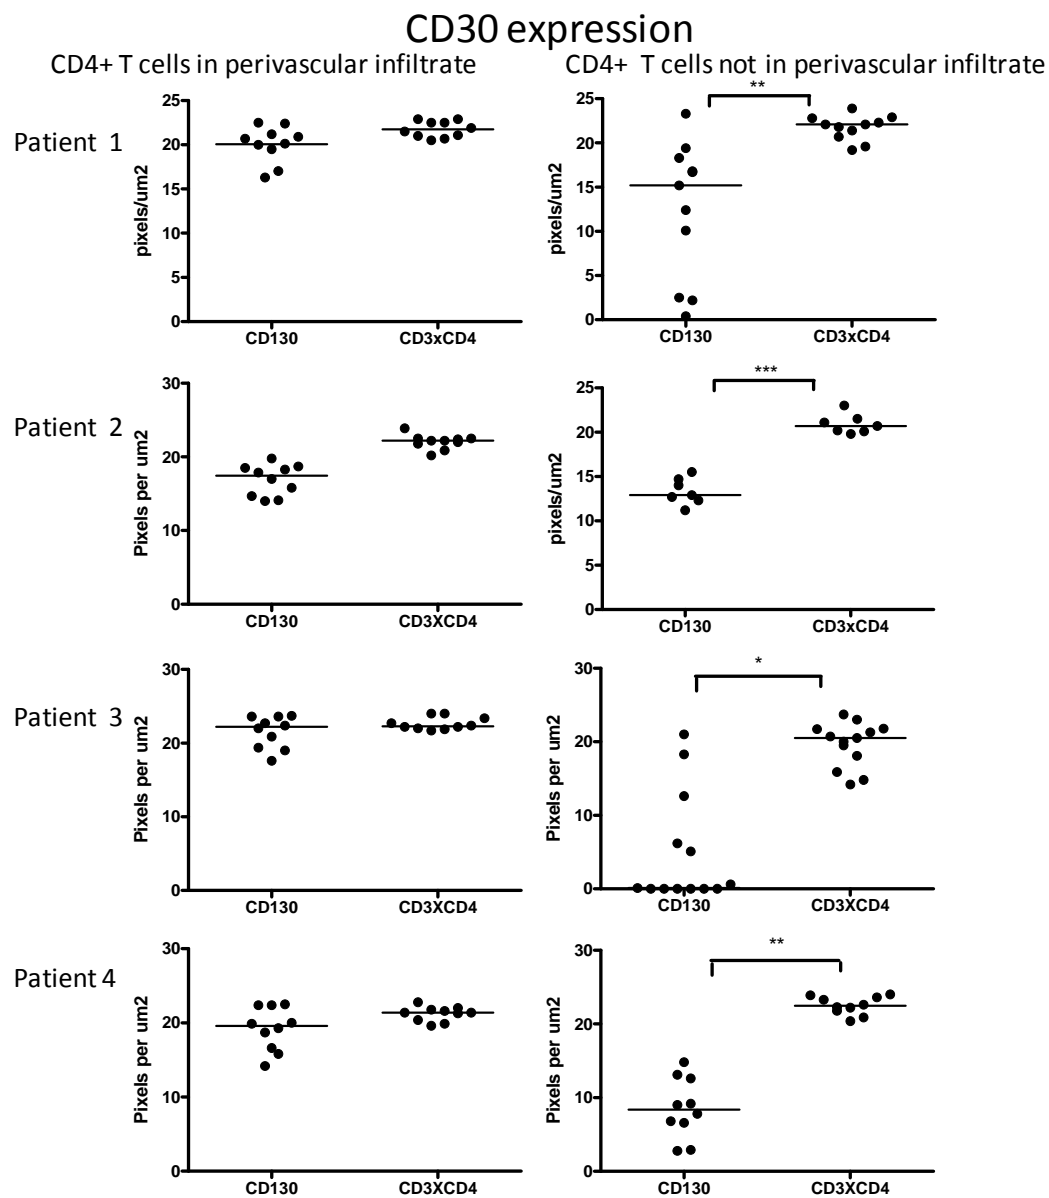 CD30 expression
CD4+ T cells in perivascular infiltrate
CD4+ T cells not in perivascular infiltrate
Patient 1
pixels/um2
25
20
15
10
5
0
CD130
CD3xCD4
**
pixels/um2
25
20
15
10
5
0
CD130
CD3xCD4
Patient 2
Pixels per um2
30
20
10
0
CD130
CD3XCD4
***
pixels/um2
25
20
15
10
5
0
CD130
CD3xCD4
Patient 3
Pixels per um2
30
20
10
0
CD130
CD3XCD4
*
Pixels per um2
30
20
10
0
CD130
CD3XCD4
Patient 4
Pixels per um2
30
20
10
0
CD130
CD3XCD4
**
Pixels per um2
30
20
10
0
CD130
CD3XCD4